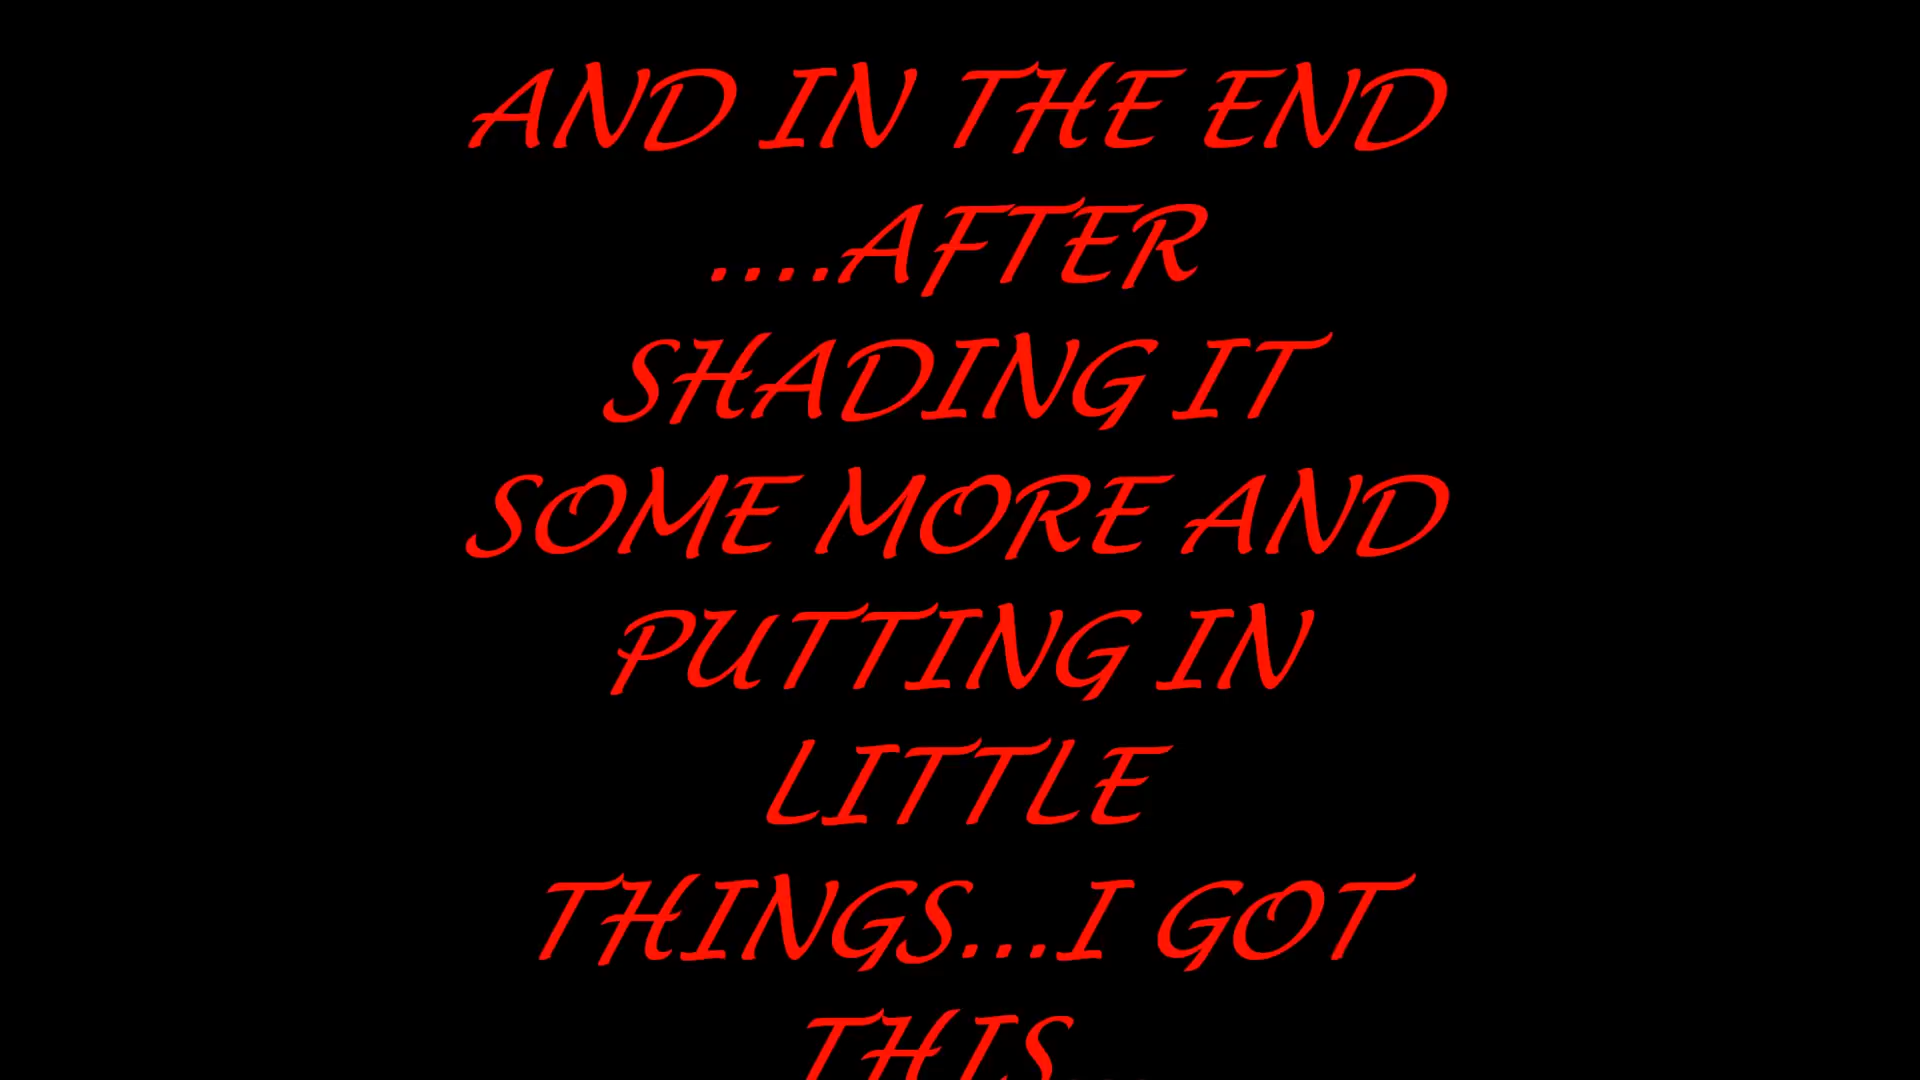 AND IN THE END
....AFTER
SHADING IT
SOME MORE AND
PUTTING IN
LITTLE
THINGS...I GOT
THIS...